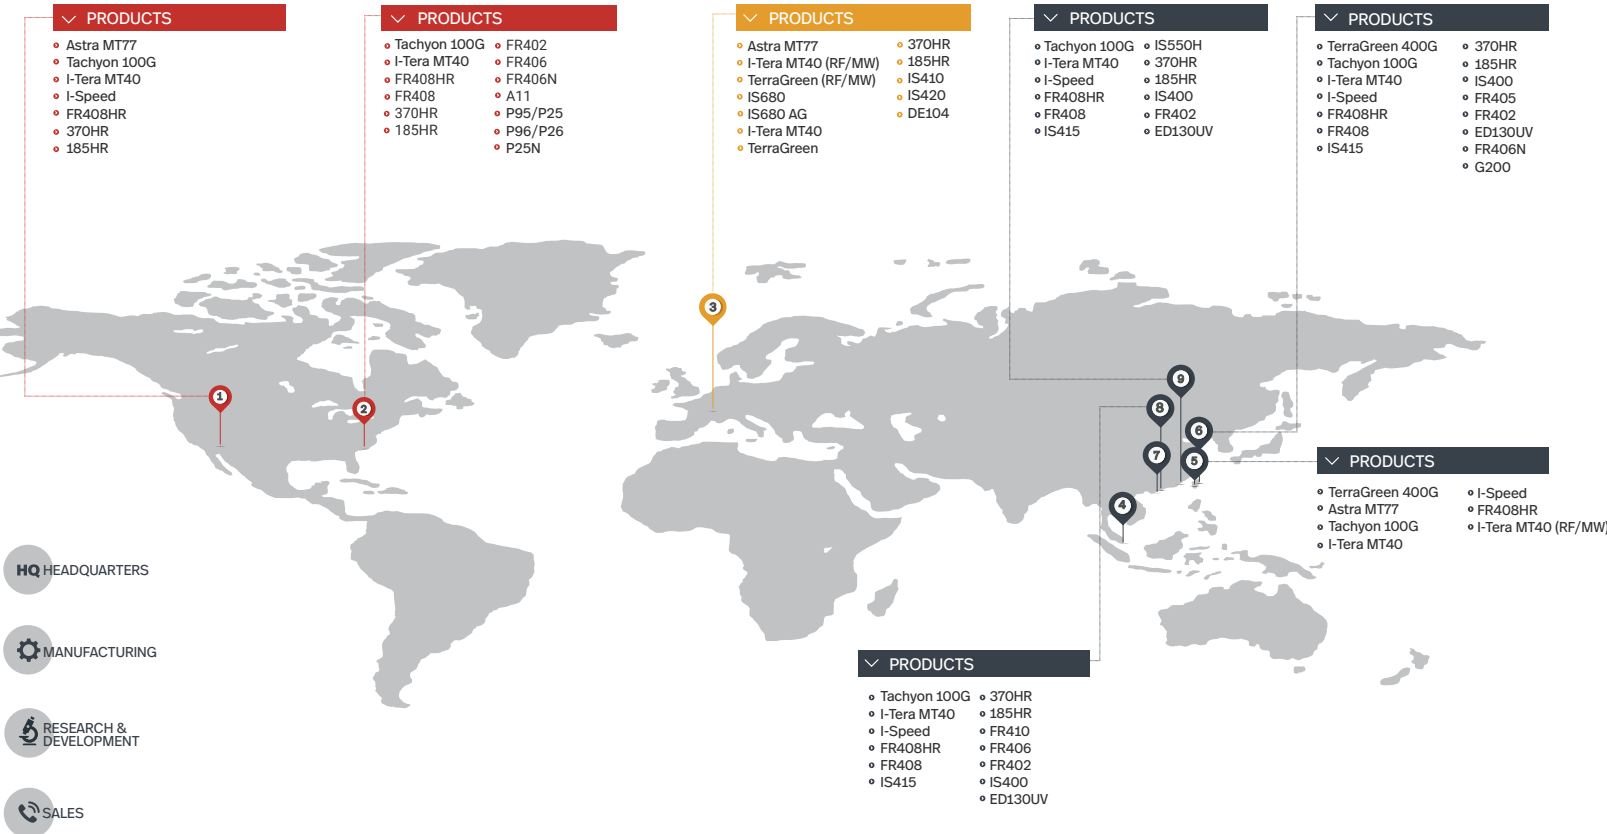 PRODUCTS
Astra MT77
Tachyon 100G
I-Tera MT40
I-Speed
FR408HR
370HR
185HR
PRODUCTS
Tachyon 100G
I-Tera MT40
FR408HR
FR408
370HR
185HR
FR402
FR406
FR406N
A11
P95/P25
P96/P26
P25N
PRODUCTS
Astra MT77
I-Tera MT40 (RF/MW)
TerraGreen (RF/MW)
IS680
IS680 AG
I-Tera MT40
TerraGreen
370HR
185HR
IS410
IS420
DE104
PRODUCTS
Tachyon 100G
I-Tera MT40
I-Speed
FR408HR
FR408
IS415
IS550H
370HR
185HR
IS400
FR402
ED130UV
PRODUCTS
TerraGreen 400G
Tachyon 100G
I-Tera MT40
I-Speed
FR408HR
FR408
IS415
370HR
185HR
IS400
FR405
FR402
ED130UV
FR406N
G200
1
2
3
9
8
6
7
5
4
PRODUCTS
TerraGreen 400G
Astra MT77
Tachyon 100G
I-Tera MT40
I-Speed
FR408HR
I-Tera MT40 (RF/MW)
HQ HEADQUARTERS
MANUFACTURING
RESEARCH &
DEVELOPMENT
SALES
PRODUCTS
Tachyon 100G
I-Tera MT40
I-Speed
FR408HR
FR408
IS415
370HR
185HR
FR410
FR406
FR402
IS400
ED130UV